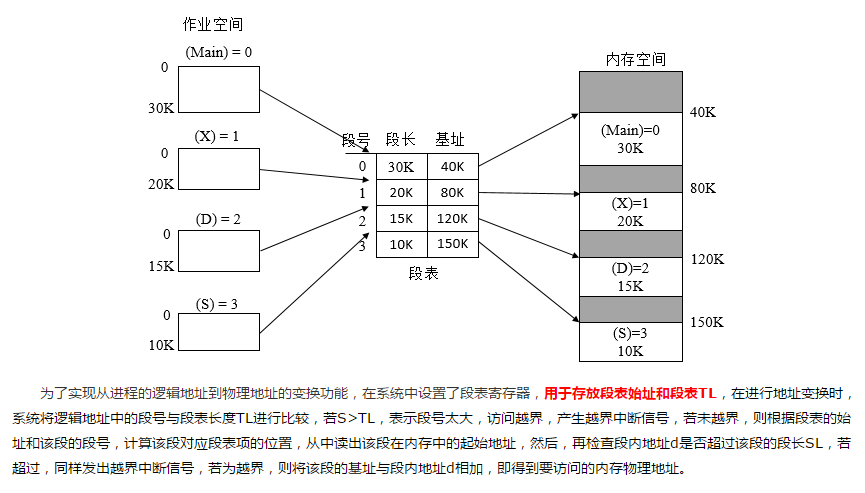 作业空间
(Main) = 0
0
30K
(X) = 1
0
20K
(D) = 2
0
15K
(S) = 3
0
10K
段号 段长 基址
0 30K 40K
1 20K 80K
2 15K 120K
3 10K 150K
段表
内存空间
40K
(Main)=0
30K
80K
(X)=1
20K
120K
(D)=2
15K
150K
(S)=3
10K
为了实现从进程的逻辑地址到物理地址的变换功能，在系统中设置了段表寄存器，用于存放段表始址和段表TL，在进行地址变换时，
系统将逻辑地址中的段号与段表长度TL进行比较，若S>TL，表示段号太大，访问越界，产生越界中断信号，若未越界，则根据段表的始
址和该段的段号，计算该段对应段表项的位置，从中读出该段在内存中的起始地址，然后，再检查段内地址d是否超过该段的段长SL，若
超过，同样发出越界中断信号，若为越界，则将该段的基址与段内地址d相加，即得到要访问的内存物理地址。